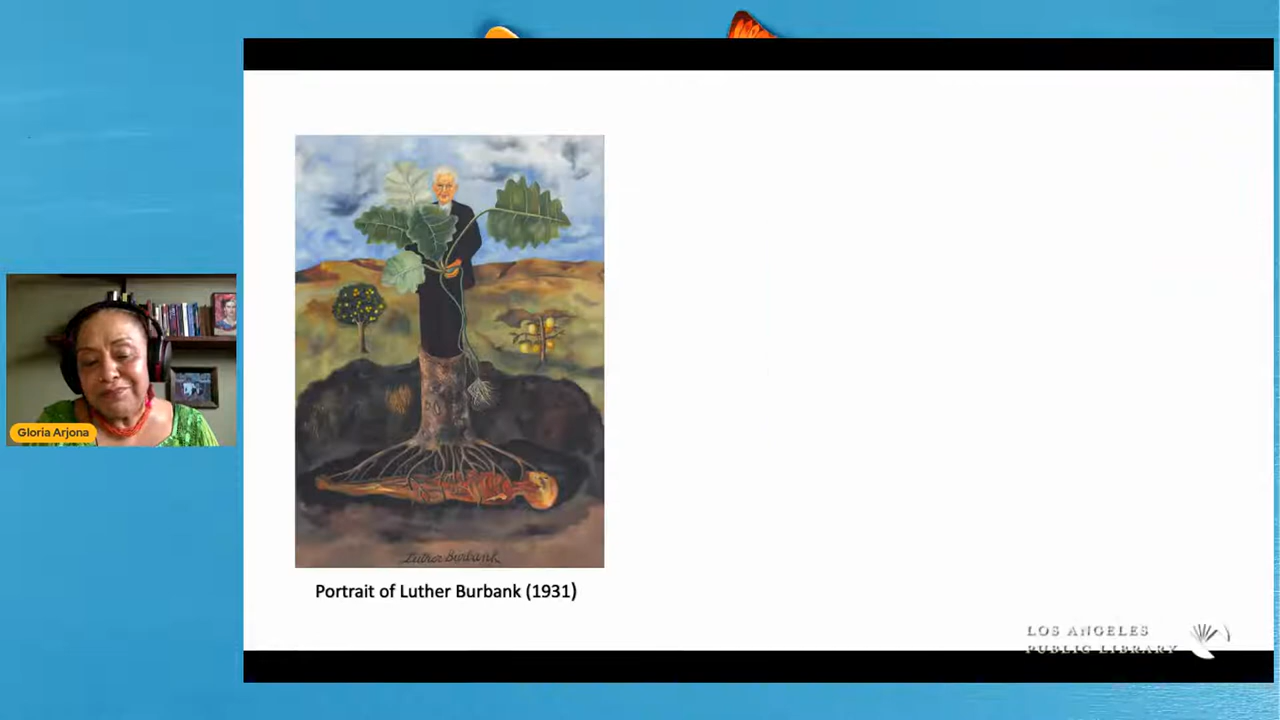 Luther Burbank
Portrait of Luther Burbank (1931)
Gloria Arjona
LOS ANGELES
PUBLIC LIBRARY